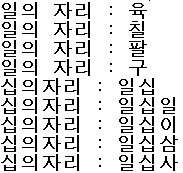 일의 자리 : 육
일의 자리 : 칠
일의 자리 : 팔
일의 자리 : 구
십의자리 : 일십
십의자리 : 일십일
십의자리 : 일십이
십의자리 : 일십삼
십의자리 : 일십사